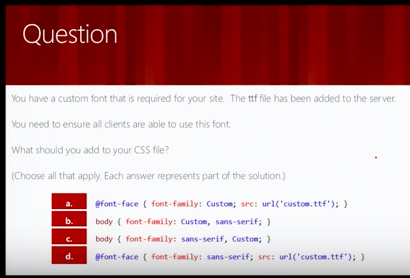 Question
You have a custom font that is required for your site. The ttf file has been added to the server.
You need to ensure all clients are able to use this font.
What should you add to your CSS file?
(Choose all that apply. Each answer represents part of the solution.)
a. @font-face { font-family: Custom; src: url('custom.ttf'); }
b. body { font-family: Custom, sans-serif; }
c. body { font-family: sans-serif, Custom; }
d. @font-face { font-family: sans-serif; src: url('custom.ttf'); }